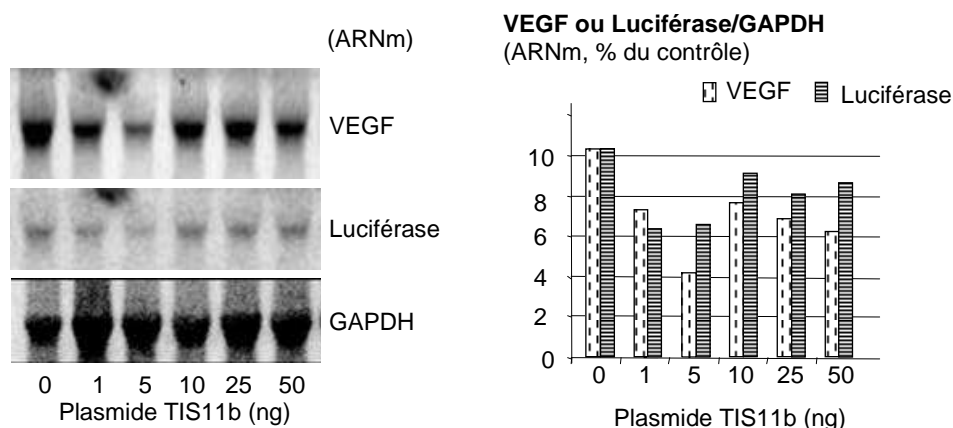 (ARNm)
VEGF
Luciférase
GAPDH
0 1 5 10 25 50
Plasmide TIS11b (ng)
VEGF ou Luciférase/GAPDH
(ARNm, % du contrôle)
VEGF Luciférase
10
8
6
4
2
0
0 1 5 10 25 50
Plasmide TIS11b (ng)